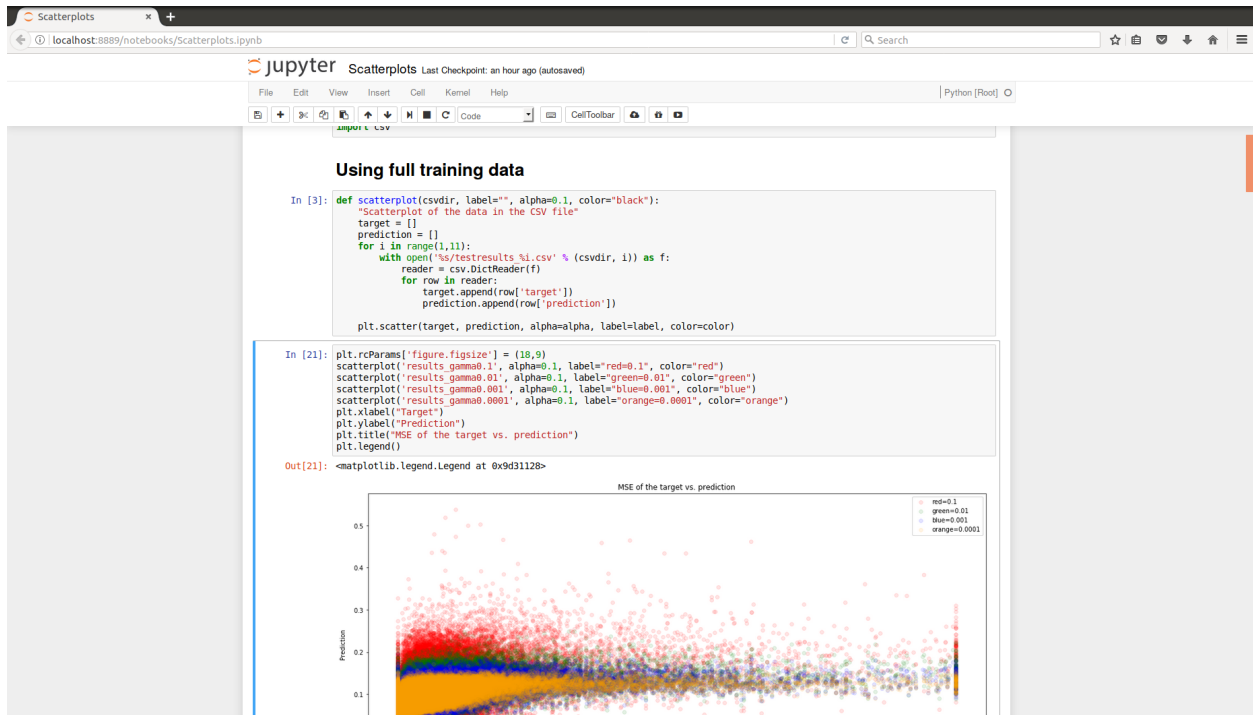 Scatterplots × +
localhost:8889/notebooks/Scatterplots.ipynb Search
jupyter Scatterplots Last Checkpoint: an hour ago (autosaved)
File Edit View Insert Cell Kernel Help Python [Root]
Code CellToolbar
import csv
Using full training data
In [3]: def scatterplot(csvdir, label="", alpha=0.1, color="black"):
"Scatterplot of the data in the CSV file"
target = []
prediction = []
for i in range(1,11):
with open('%s/testresults_%i.csv' % (csvdir, i)) as f:
reader = csv.DictReader(f)
for row in reader:
target.append(row['target'])
prediction.append(row['prediction'])
plt.scatter(target, prediction, alpha=alpha, label=label, color=color)
In [21]: plt.rcParams['figure.figsize'] = (18,9)
scatterplot('results_gamma0.1', alpha=0.1, label="red=0.1", color="red")
scatterplot('results_gamma0.01', alpha=0.1, label="green=0.01", color="green")
scatterplot('results_gamma0.001', alpha=0.1, label="blue=0.001", color="blue")
scatterplot('results_gamma0.0001', alpha=0.1, label="orange=0.0001", color="orange")
plt.xlabel("Target")
plt.ylabel("Prediction")
plt.title("MSE of the target vs. prediction")
plt.legend()
Out[21]: <matplotlib.legend.Legend at 0x9d31128>
MSE of the target vs. prediction
red=0.1
green=0.01
blue=0.001
orange=0.0001
0.5
0.4
0.3
Prediction
0.2
0.1